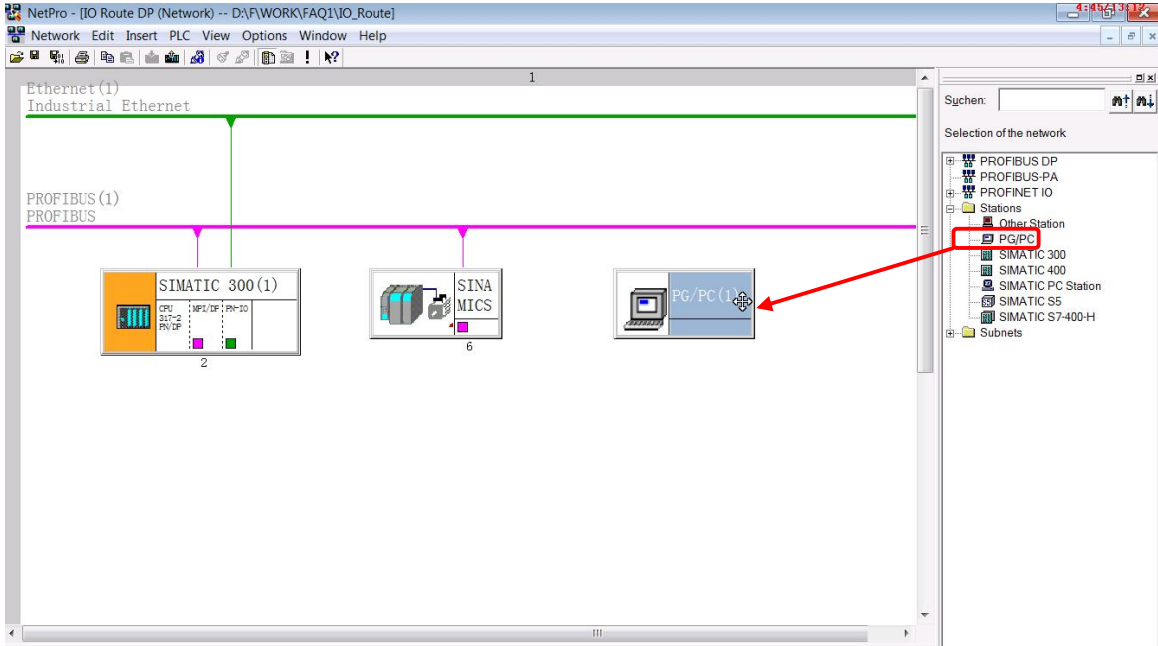 NetPro - [IO Route DP (Network) -- D:\F\WORK\FAQ1\IO_Route]
Network Edit Insert PLC View Options Window Help
1
Ethernet(1)
Industrial Ethernet
PROFIBUS(1)
PROFIBUS
SIMATIC 300(1)
CPU
317-2
PN/DP
MPI/DP
PN-IO
2
SINA
MICS
6
PG/PC(1)
Suchen:
Selection of the network
PROFIBUS DP
PROFIBUS-PA
PROFINET IO
Stations
Other Station
PG/PC
SIMATIC 300
SIMATIC 400
SIMATIC PC Station
SIMATIC S5
SIMATIC S7-400-H
Subnets